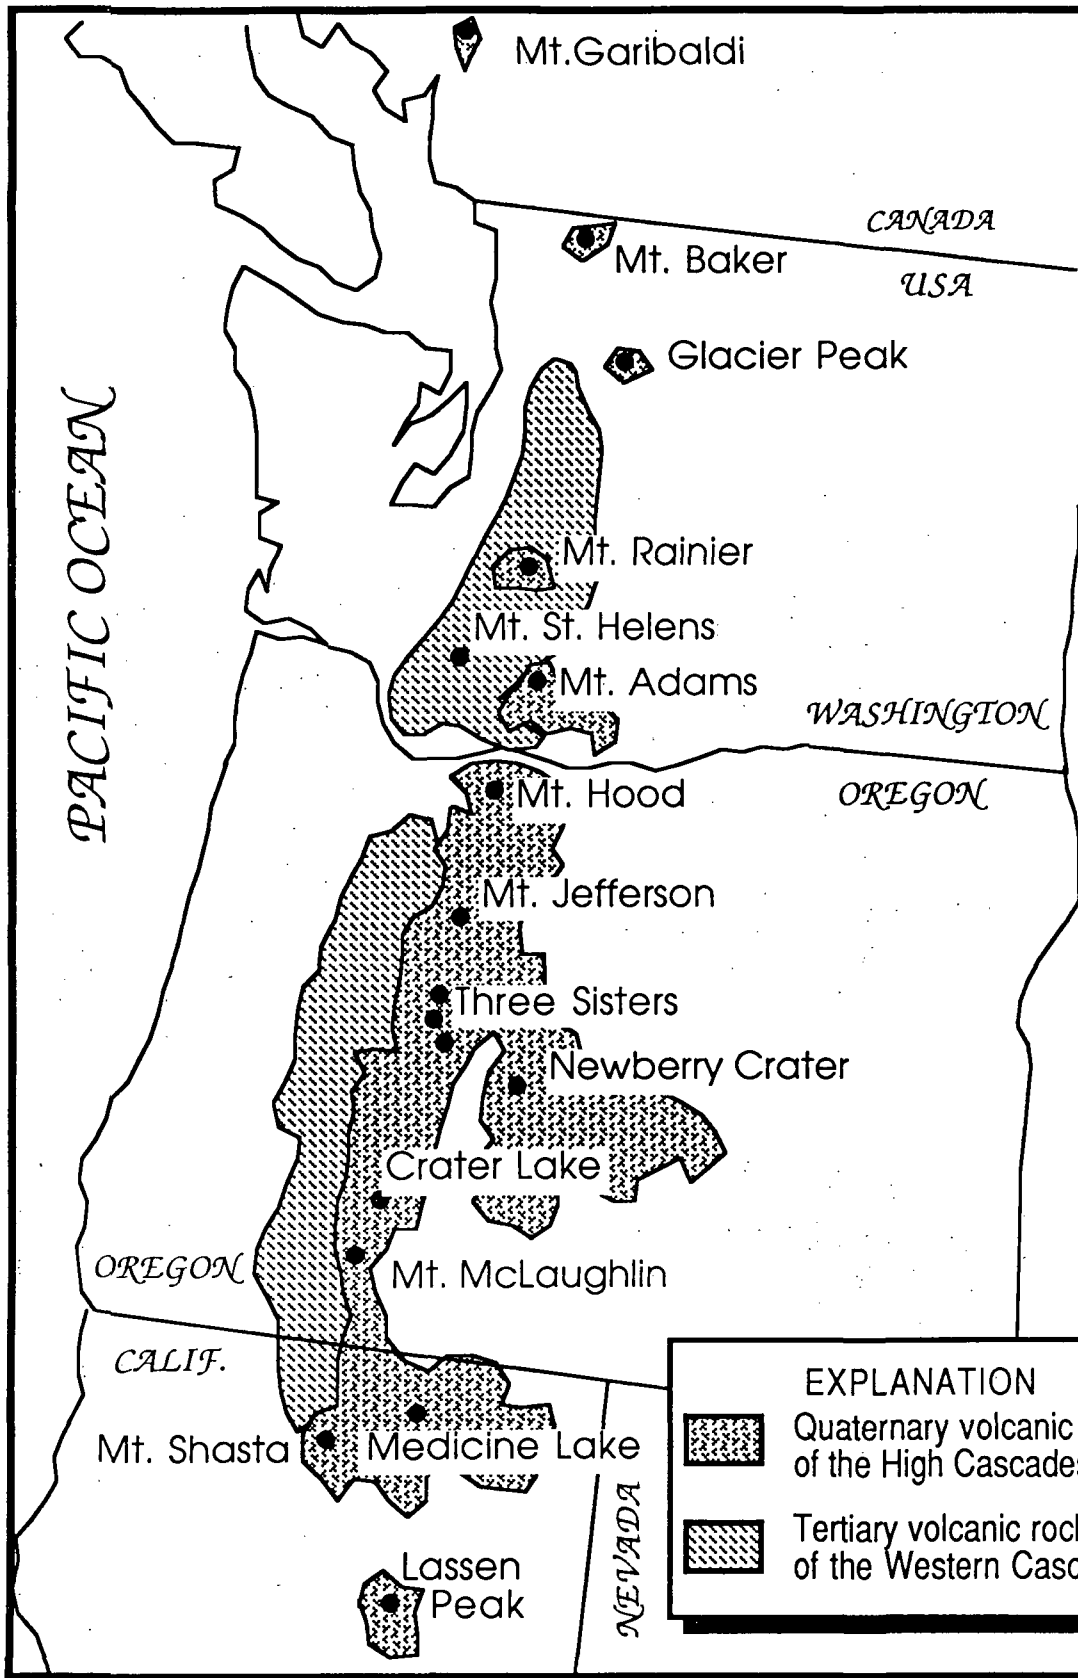 Mt.Garibaldi
CANADA
Mt. Baker
USA
Glacier Peak
PACIFIC OCEAN
Mt. Rainier
Mt. St. Helens
Mt. Adams
WASHINGTON
OREGON
Mt. Hood
Mt. Jefferson
Three Sisters
Newberry Crater
Crater Lake
OREGON
Mt. McLaughlin
CALIF.
Mt. Shasta
Medicine Lake
NEVADA
Lassen
Peak
EXPLANATION
Quaternary volcanic
of the High Cascades
Tertiary volcanic rock
of the Western Casc